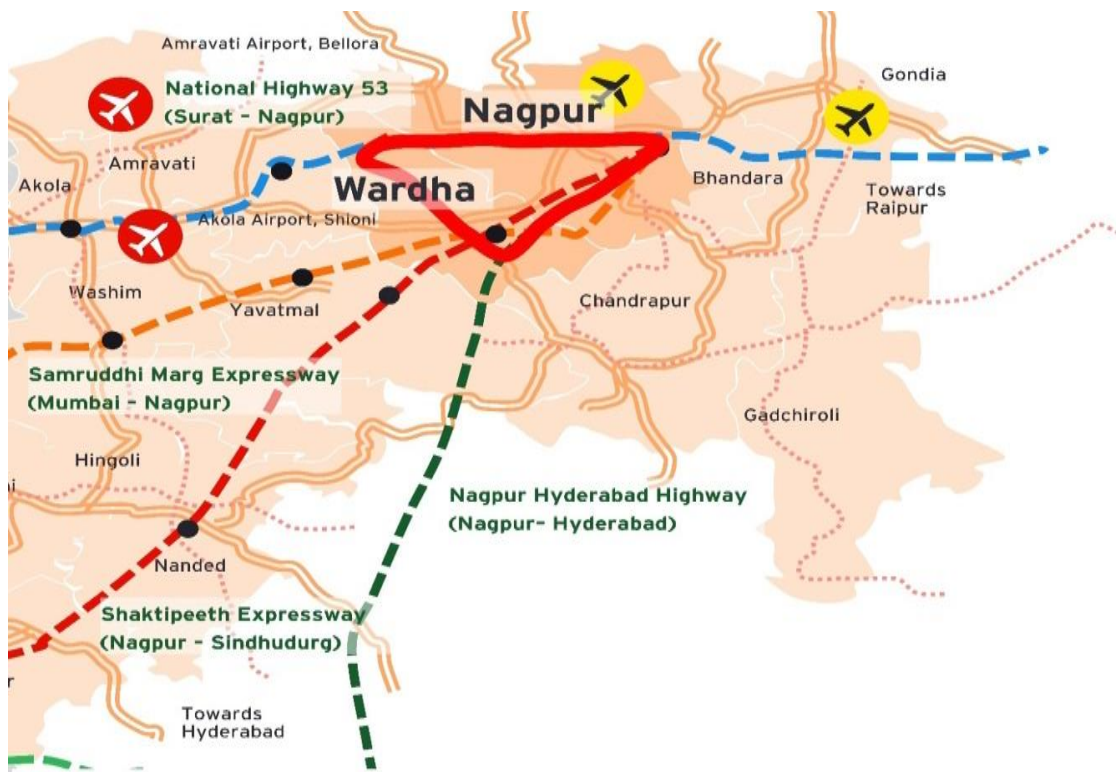 Amravati Airport, Bellora
National Highway 53
(Surat - Nagpur)
Nagpur
Gondia
Amravati
Akola
Wardha
Bhandara
Towards
Raipur
Akola Airport, Shioni
Washim
Yavatmal
Chandrapur
Samruddhi Marg Expressway
(Mumbai - Nagpur)
Gadchiroli
Hingoli
Nagpur Hyderabad Highway
(Nagpur- Hyderabad)
Nanded
Shaktipeeth Expressway
(Nagpur - Sindhudurg)
Towards
Hyderabad